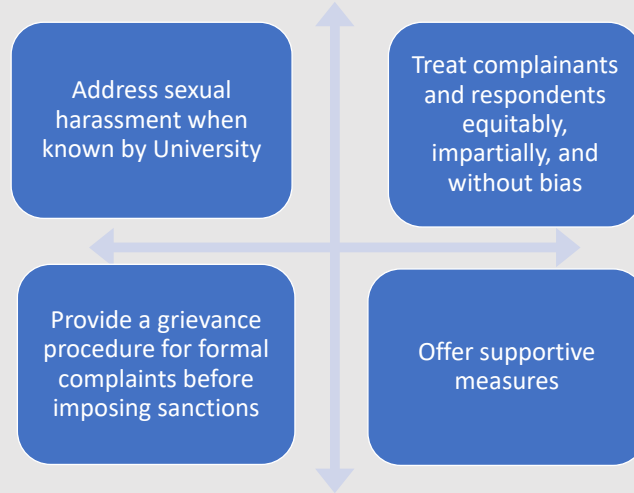 Address sexual
harassment when
known by University
Treat complainants
and respondents
equitably,
impartially, and
without bias
Provide a grievance
procedure for formal
complaints before
imposing sanctions
Offer supportive
measures